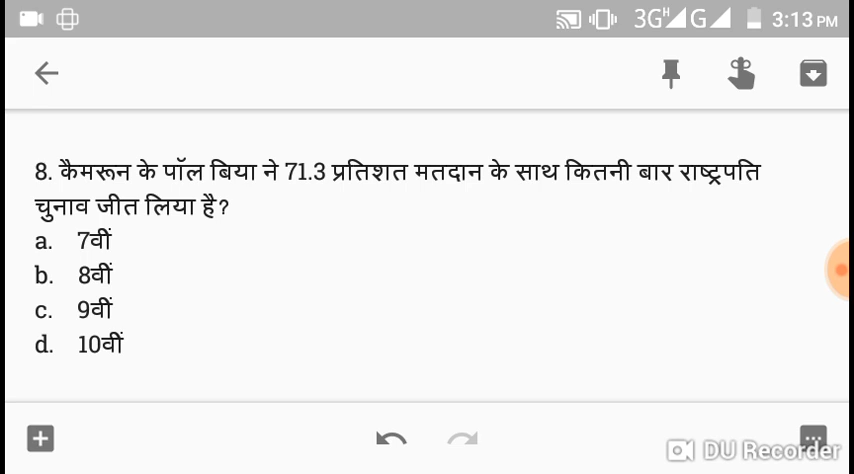 3G H G 3:13 PM
8. कैमरून के पॉल बिया ने 71.3 प्रतिशत मतदान के साथ कितनी बार राष्ट्रपति
चुनाव जीत लिया है?
a. 7वीं
b. 8वीं
c. 9वीं
d. 10वीं
DU Recorder